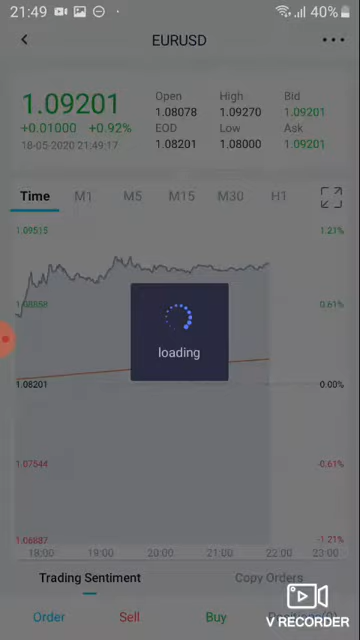 21:49
40%
EURUSD
1.09201
+0.01000 +0.92%
18-05-2020 21:49:17
Open High Bid
1.08078 1.09270 1.09201
EOD Low Ask
1.08201 1.08000 1.09201
Time M1 M5 M15 M30 H1
1.09515 1.21%
1.08858 0.61%
loading
1.08201 0.00%
1.07544 -0.61%
1.06887 -1.21%
18:00 19:00 20:00 21:00 22:00 23:00
Trading Sentiment Copy Orders
Order Sell Buy
V RECORDER